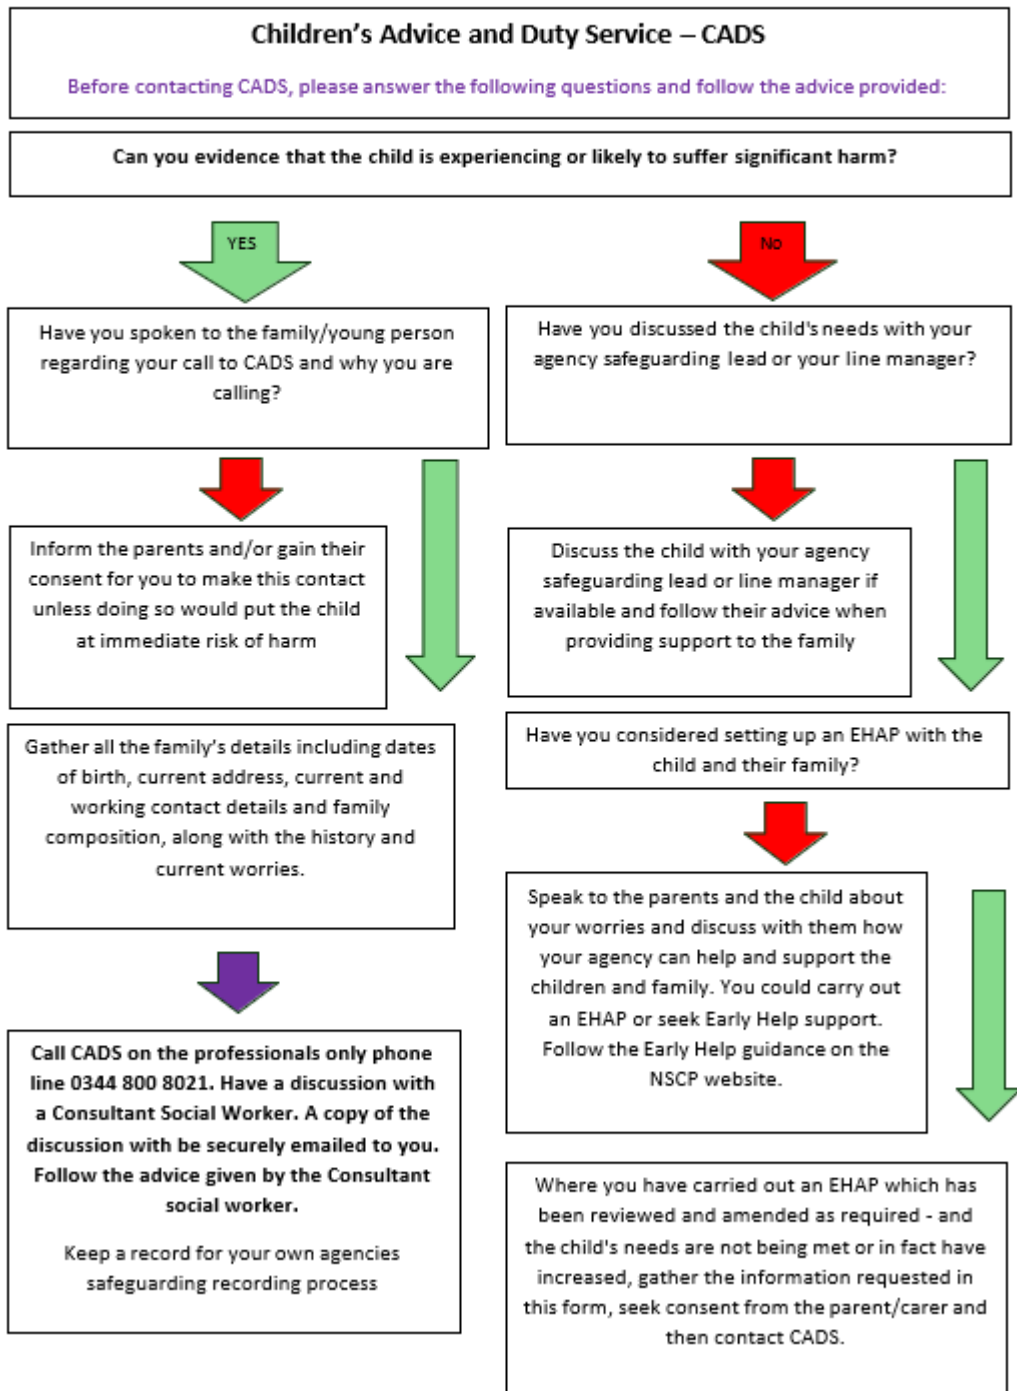 Children’s Advice and Duty Service – CADS
Before contacting CADS, please answer the following questions and follow the advice provided:
Can you evidence that the child is experiencing or likely to suffer significant harm?
YES
No
Have you spoken to the family/young person
regarding your call to CADS and why you are
calling?
Have you discussed the child's needs with your
agency safeguarding lead or your line manager?
Inform the parents and/or gain their
consent for you to make this contact
unless doing so would put the child
at immediate risk of harm
Discuss the child with your agency
safeguarding lead or line manager if
available and follow their advice when
providing support to the family
Gather all the family’s details including dates
of birth, current address, current and
working contact details and family
composition, along with the history and
current worries.
Have you considered setting up an EHAP with the
child and their family?
Speak to the parents and the child about
your worries and discuss with them how
your agency can help and support the
children and family. You could carry out
an EHAP or seek Early Help support.
Follow the Early Help guidance on the
NSCP website.
Call CADS on the professionals only phone
line 0344 800 8021. Have a discussion with
a Consultant Social Worker. A copy of the
discussion with be securely emailed to you.
Follow the advice given by the Consultant
social worker.
Keep a record for your own agencies
safeguarding recording process
Where you have carried out an EHAP which has
been reviewed and amended as required - and
the child's needs are not being met or in fact have
increased, gather the information requested in
this form, seek consent from the parent/carer and
then contact CADS.